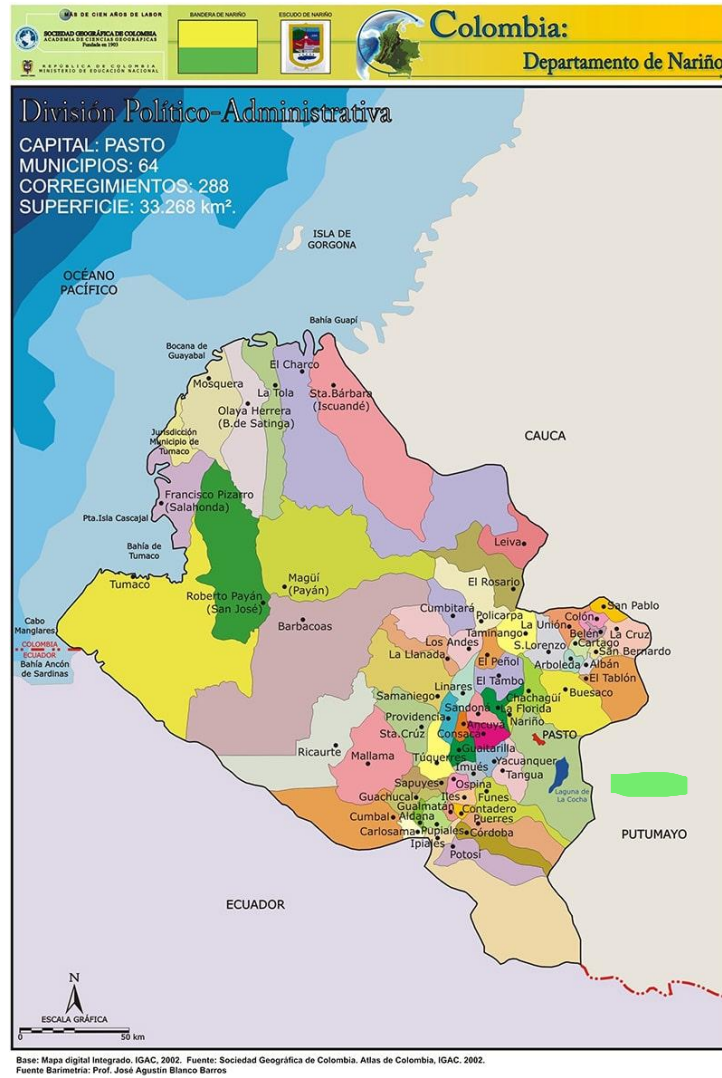 MÁS DE CIEN AÑOS DE LABOR
SOCIEDAD GEOGRÁFICA DE COLOMBIA
ACADEMIA DE CIENCIAS GEOGRÁFICAS
Fundada en 1903
REPÚBLICA DE COLOMBIA
MINISTERIO DE EDUCACIÓN NACIONAL
BANDERA DE NARIÑO
ESCUDO DE NARIÑO
Colombia:
Departamento de Nariño
División Político-Administrativa
CAPITAL: PASTO
MUNICIPIOS: 64
CORREGIMIENTOS: 288
SUPERFICIE: 33.268 km².
ISLA DE
GORGONA
OCÉANO
PACÍFICO
Bahía Guapí
Bocana de
Guayabal
El Charco
Mosquera
La Tola
Sta.Bárbara
(Iscuandé)
Olaya Herrera
(B.de Satinga)
Jurisdicción
Municipio de
Tumaco
CAUCA
Francisco Pizarro
(Salahonda)
Pta.Isla Cascajal
Leiva
Bahía de
Tumaco
Tumaco
Magüí
(Payán)
El Rosario
Roberto Payán
(San José)
Cumbitará
Policarpa
San Pablo
Colón
Cabo
Manglares
Barbacoas
Taminango
La Unión
Belén
La Cruz
COLOMBIA
ECUADOR
Los Andes
S.Lorenzo
Cartago
San Bernardo
Bahía Ancón
de Sardinas
La Llanada
El Peñol
Arboleda
Albán
El Tambo
El Tablón
Samaniego
Linares
Chachagüí
Buesaco
Sandoná
La Florida
Providencia
Ancuyá
Nariño
Sta.Crúz
Consacá
PASTO
Ricaurte
Guaitarilla
Mallama
Túquerres
Imués
Yacuanquer
Tangua
Sapuyes
Ospina
Laguna de
La Cocha
Guachucal
Iles
Funes
Gualmatán
Contadero
Cumbal
Aldana
Puerres
Carlosama
Pupiales
Córdoba
PUTUMAYO
Ipiales
Potosí
ECUADOR
N
ESCALA GRÁFICA
0 50 km
Base: Mapa digital Integrado. IGAC, 2002. Fuente: Sociedad Geográfica de Colombia. Atlas de Colombia, IGAC. 2002.
Fuente Barimetría: Prof. José Agustín Blanco Barros